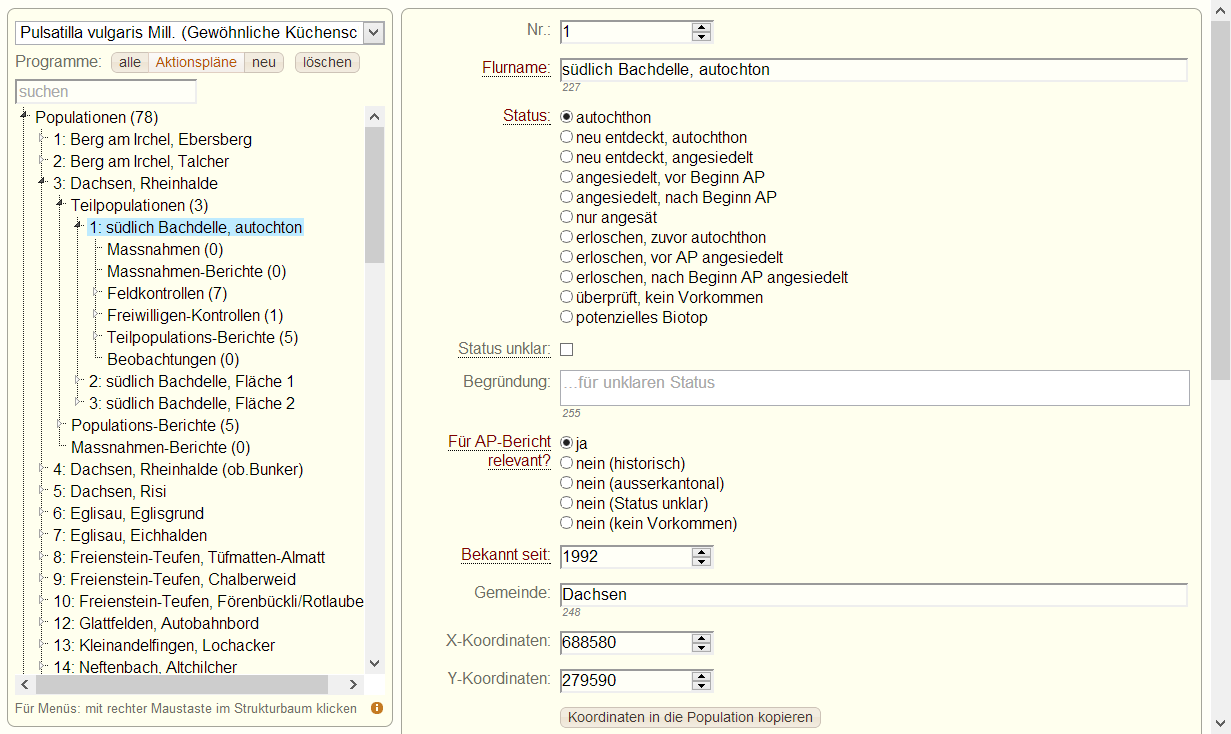 Pulsatilla vulgaris Mill. (Gewöhnliche Küchensc
Programme: alle Aktionspläne neu löschen
suchen
Populationen (78)
1: Berg am Irchel, Ebersberg
2: Berg am Irchel, Talcher
3: Dachsen, Rheinhalde
Teilpopulationen (3)
1: südlich Bachdelle, autochton
Massnahmen (0)
Massnahmen-Berichte (0)
Feldkontrollen (7)
Freiwilligen-Kontrollen (1)
Teilpopulations-Berichte (5)
Beobachtungen (0)
2: südlich Bachdelle, Fläche 1
3: südlich Bachdelle, Fläche 2
Populations-Berichte (5)
Massnahmen-Berichte (0)
4: Dachsen, Rheinhalde (ob.Bunker)
5: Dachsen, Risi
6: Eglisau, Eglisgrund
7: Eglisau, Eichhalden
8: Freienstein-Teufen, Tüfmatten-Almatt
9: Freienstein-Teufen, Chalberweid
10: Freienstein-Teufen, Förenbückli/Rotlaube
12: Glattfelden, Autobahnbord
13: Kleinandelfingen, Lochacker
14: Neftenbach, Altchilcher
Für Menüs: mit rechter Maustaste im Strukturbaum klicken
Nr.: 1
Flurname: südlich Bachdelle, autochton
227
Status: autochthon
neu entdeckt, autochthon
neu entdeckt, angesiedelt
angesiedelt, vor Beginn AP
angesiedelt, nach Beginn AP
nur angesät
erloschen, zuvor autochthon
erloschen, vor AP angesiedelt
erloschen, nach Beginn AP angesiedelt
überprüft, kein Vorkommen
potenzielles Biotop
Status unklar:
Begründung: ...für unklaren Status
255
Für AP-Bericht relevant? ja
nein (historisch)
nein (ausserkantonal)
nein (Status unklar)
nein (kein Vorkommen)
Bekannt seit: 1992
Gemeinde: Dachsen
248
X-Koordinaten: 688580
Y-Koordinaten: 279590
Koordinaten in die Population kopieren